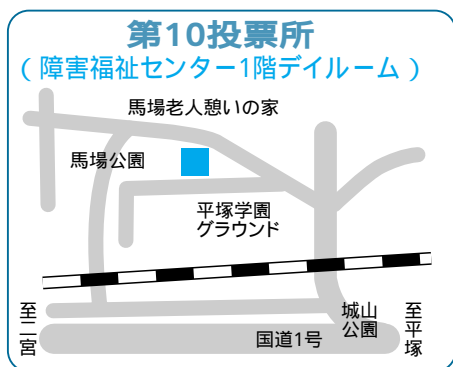 第10投票所
(障害福祉センター1階デイルーム)
馬場老人憩いの家
馬場公園
平塚学園
グラウンド
至二宮
国道1号
城山
公園
至平塚